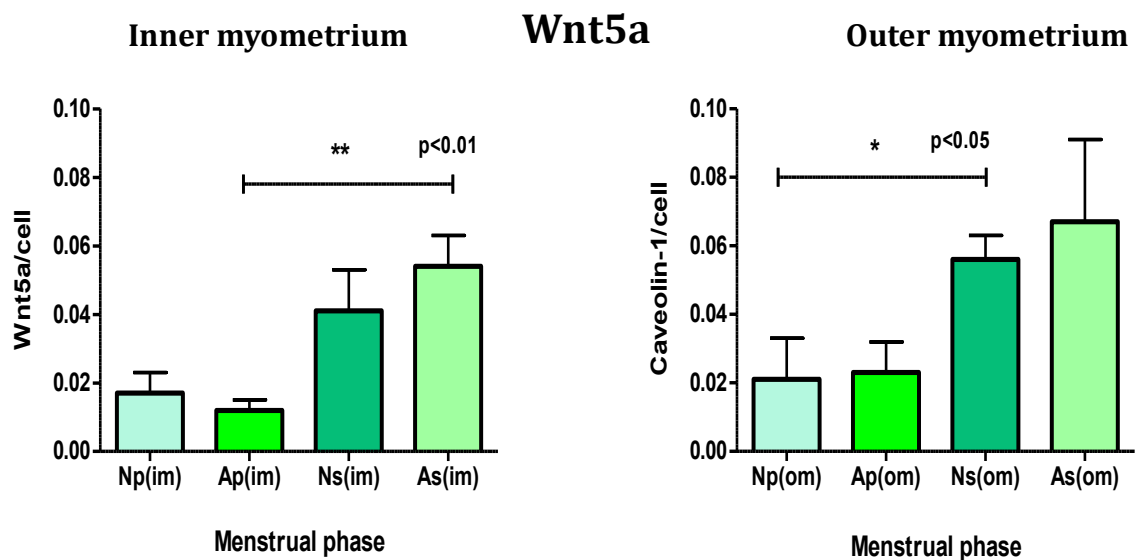 Inner myometrium
Wnt5a
Outer myometrium
Wnt5a/cell
0.10
0.08
0.06
0.04
0.02
0.00
** p<0.01
Np(im) Ap(im) Ns(im) As(im)
Menstrual phase
Caveolin-1/cell
0.10
0.08
0.06
0.04
0.02
0.00
* p<0.05
Np(om) Ap(om) Ns(om) As(om)
Menstrual phase